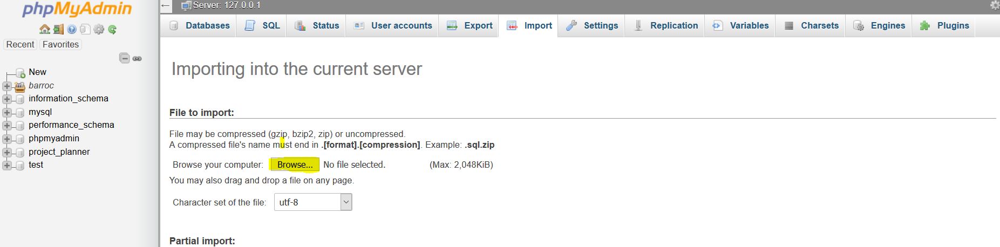 phpMyAdmin
Recent Favorites
New
barroc
information_schema
mysql
performance_schema
phpmyadmin
project_planner
test
Server: 127.0.0.1
Databases SQL Status User accounts Export Import Settings Replication Variables Charsets Engines Plugins
Importing into the current server
File to import:
File may be compressed (gzip, bzip2, zip) or uncompressed.
A compressed file's name must end in .[format].[compression]. Example: .sql.zip
Browse your computer: Browse... No file selected. (Max: 2,048KiB)
You may also drag and drop a file on any page.
Character set of the file: utf-8
Partial import: